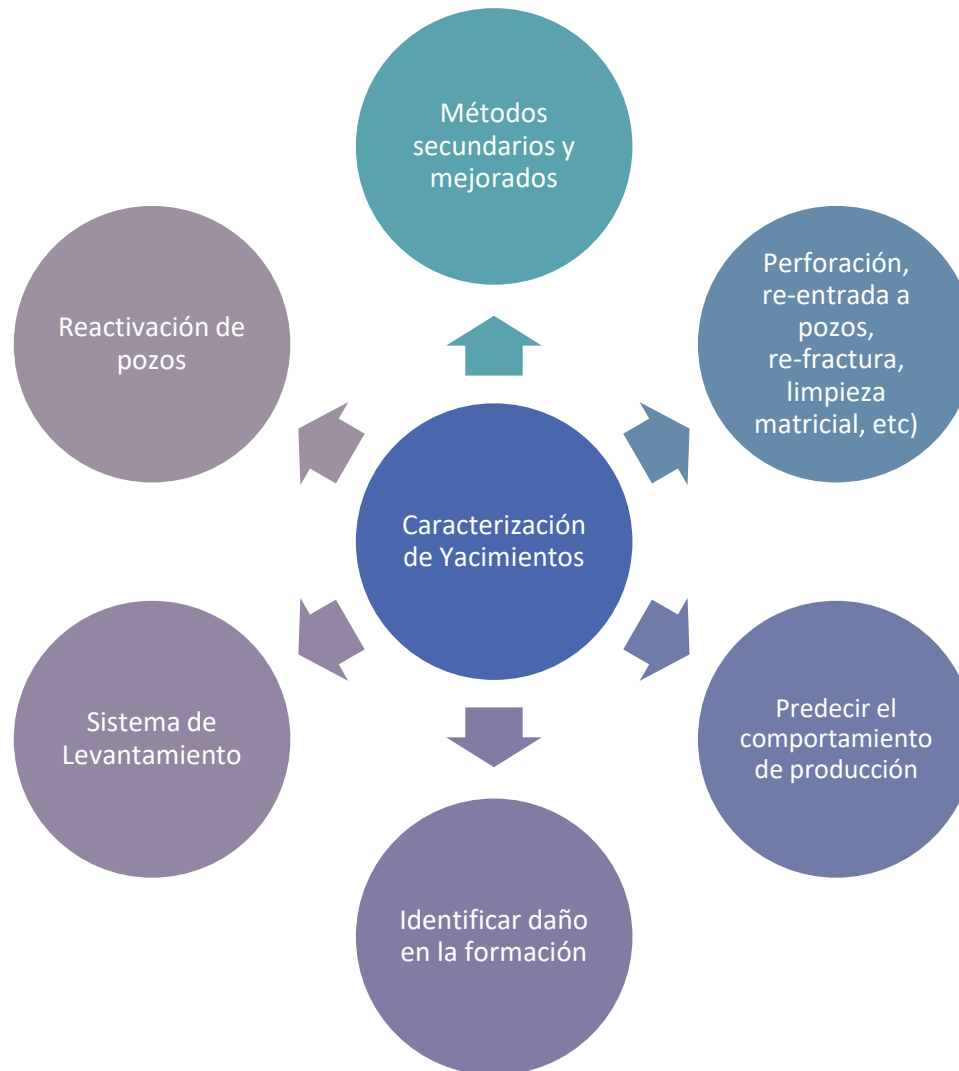 Métodos
secundarios y
mejorados
Perforación,
re-entrada a
pozos,
re-fractura,
limpieza
matricial, etc)
Reactivación de
pozos
Caracterización
de Yacimientos
Sistema de
Levantamiento
Predecir el
comportamiento
de producción
Identificar daño
en la formación